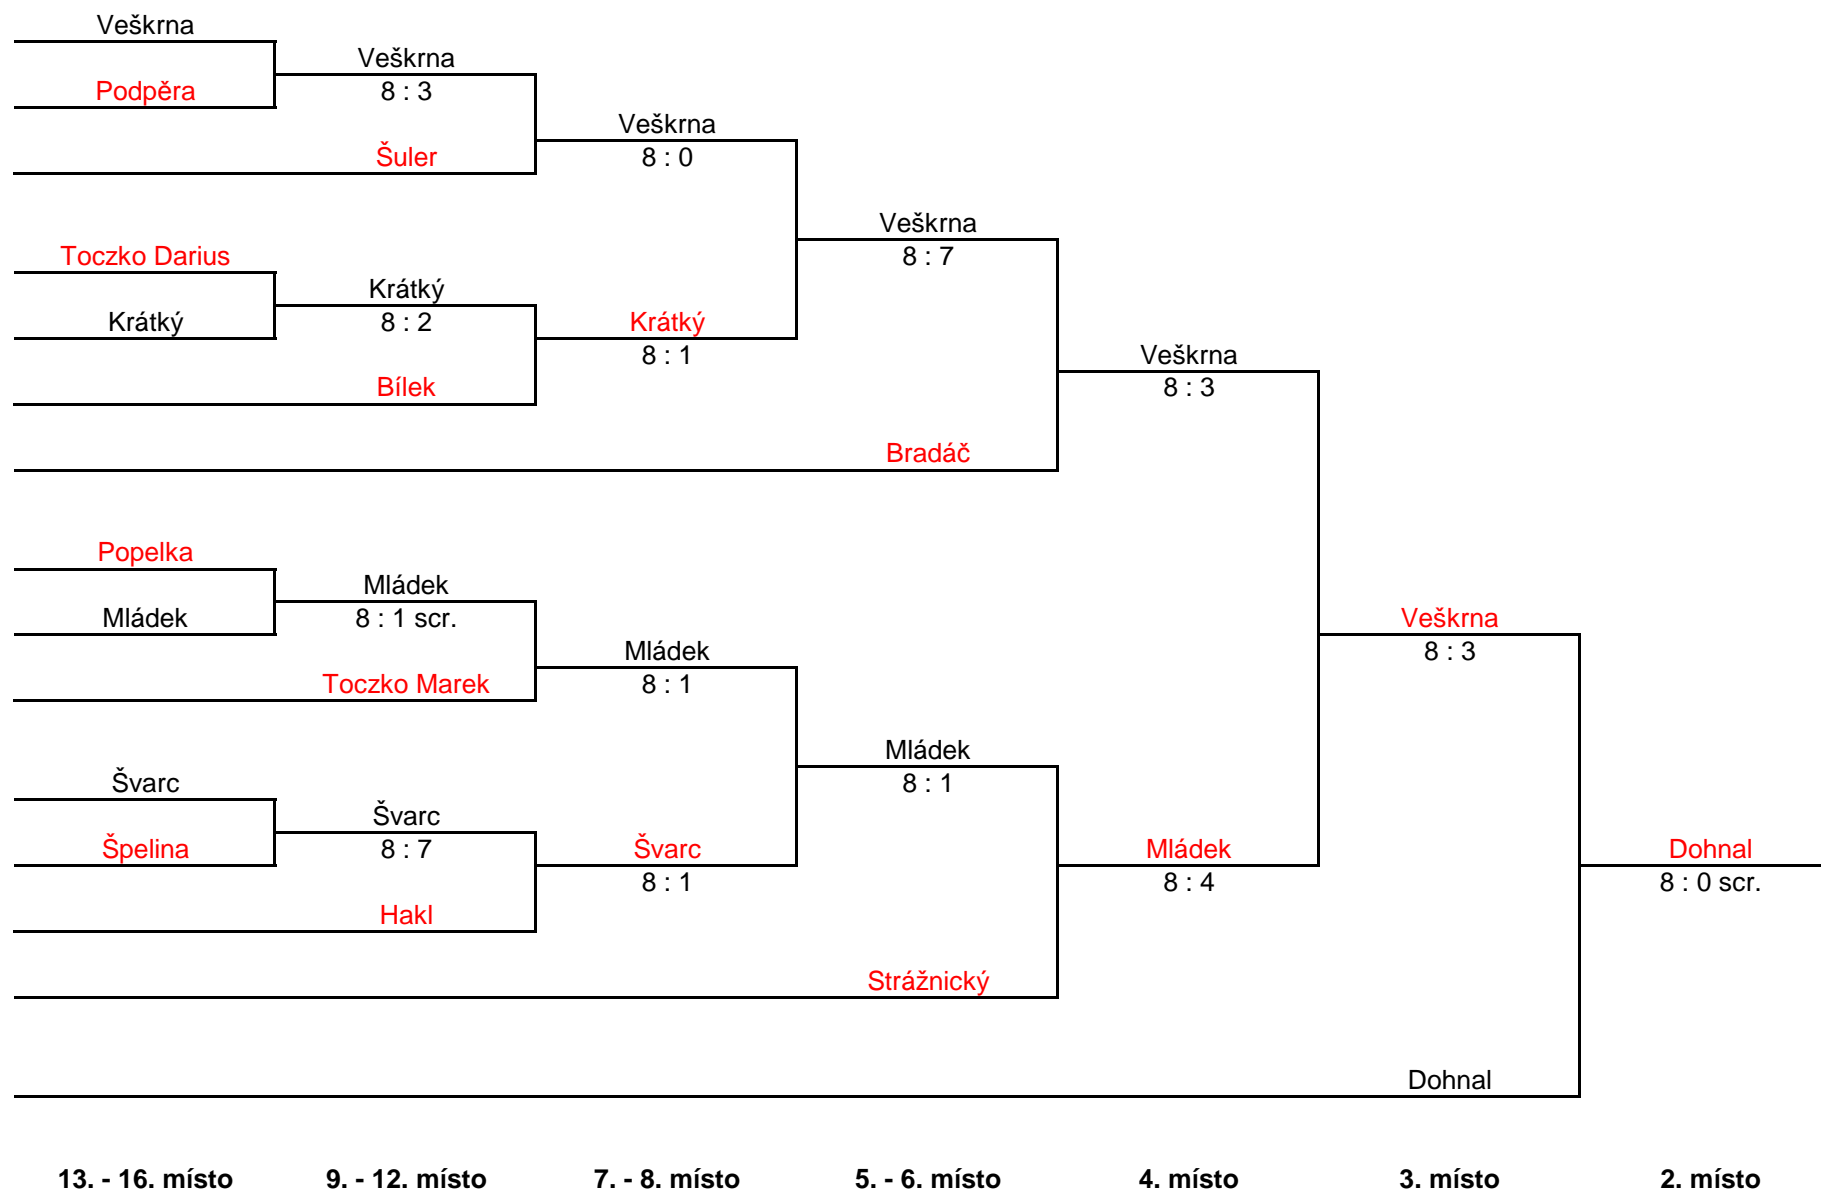 Veškrna
Veškrna
Podpěra
8 : 3
Veškrna
Šuler
8 : 0
Veškrna
Toczko Darius
8 : 7
Krátký
Krátký
8 : 2
Krátký
8 : 1
Veškrna
Bílek
8 : 3
Bradáč
Popelka
Mládek
Mládek
8 : 1 scr.
Veškrna
Mládek
8 : 3
Toczko Marek
8 : 1
Mládek
Švarc
8 : 1
Švarc
Špelina
8 : 7
Švarc
Mládek
Dohnal
8 : 1
8 : 4
8 : 0 scr.
Hakl
Strážnický
Dohnal
13. - 16. místo 9. - 12. místo 7. - 8. místo 5. - 6. místo 4. místo 3. místo 2. místo